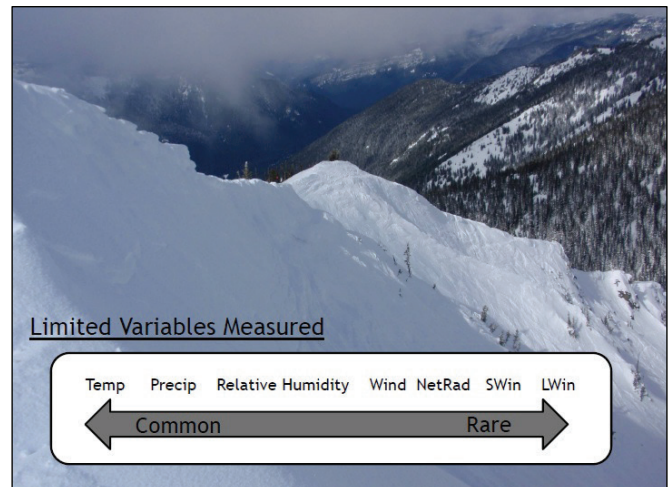 Limited Variables Measured
Temp Precip Relative Humidity Wind NetRad SWin LWin
Common Rare